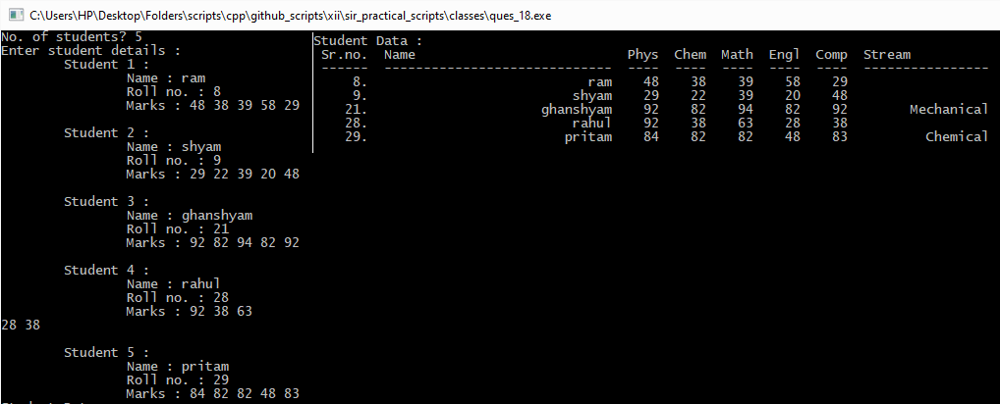 C:\Users\HP\Desktop\Folders\scripts\cpp\github_scripts\xii\sir_practical_scripts\classes\ques_18.exe
No. of students? 5
Enter student details :
Student 1 :
Name : ram
Roll no. : 8
Marks : 48 38 39 58 29
Student 2 :
Name : shyam
Roll no. : 9
Marks : 29 22 39 20 48
Student 3 :
Name : ghanshyam
Roll no. : 21
Marks : 92 82 94 82 92
Student 4 :
Name : rahul
Roll no. : 28
Marks : 92 38 63
28 38
Student 5 :
Name : pritam
Roll no. : 29
Marks : 84 82 82 48 83
Student Data :
Sr.no. Name Phys Chem Math Engl Comp Stream
------ ----------------------------- ---- ---- ---- ---- ---- ----------------
8. ram 48 38 39 58 29
9. shyam 29 22 39 20 48
21. ghanshyam 92 82 94 82 92 Mechanical
28. rahul 92 38 63 28 38
29. pritam 84 82 82 48 83 Chemical